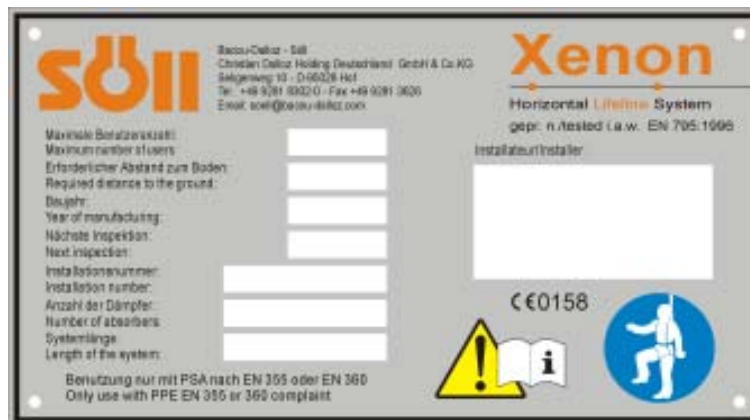 SÖLL
Bacou-Dalloz - Söll
Christian Dalloz Holding Deutschland GmbH & Co.KG
Seligenweg 10 - D-95028 Hof
Tel.: +49 9281 8302-0 - Fax +49 9281 3626
Email: soell@bacou-dalloz.com
Xenon
Horizontal Lifeline System
gepr. n./tested i.a.w. EN 795:1996
Maximale Benutzeranzahl:
Maximum number of users
Erforderlicher Abstand zum Boden:
Required distance to the ground:
Baujahr:
Year of manufacturing:
Nächste Inspektion:
Next inspection:
Installationsnummer:
Installation number:
Anzahl der Dämpfer:
Number of absorbers:
Systemlänge
Length of the system:
Benutzung nur mit PSA nach EN 355 oder EN 360
Only use with PPE EN 355 or 360 complaint
Installateur/Installer
CE0158
! i